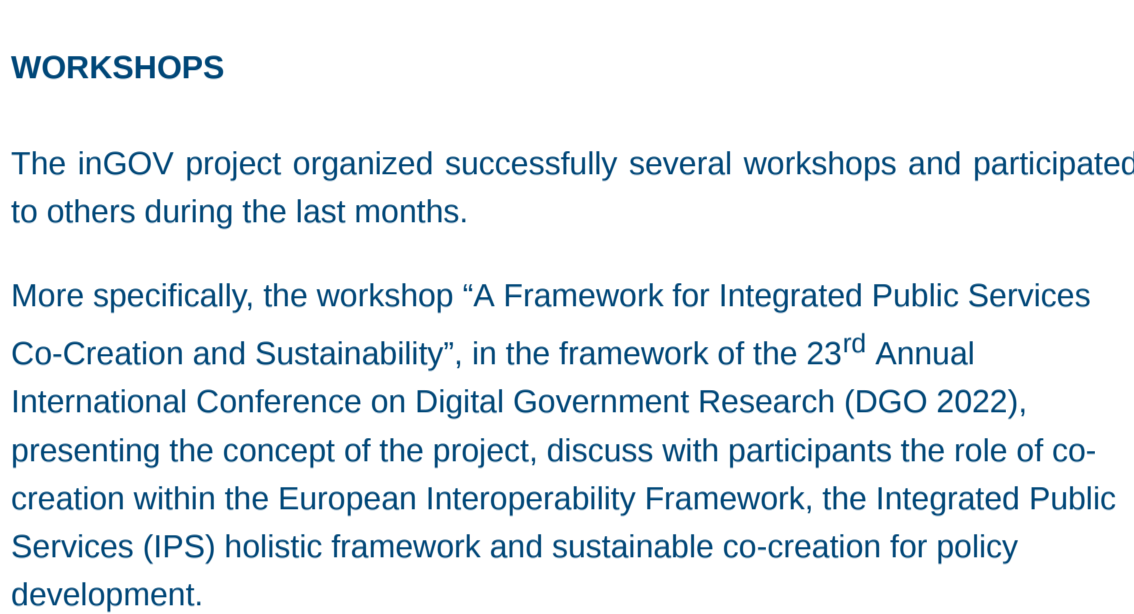 WORKSHOPS
The inGOV project organized successfully several workshops and participated
to others during the last months.
More specifically, the workshop “A Framework for Integrated Public Services
Co-Creation and Sustainability”, in the framework of the 23rd Annual
International Conference on Digital Government Research (DGO 2022),
presenting the concept of the project, discuss with participants the role of co-
creation within the European Interoperability Framework, the Integrated Public
Services (IPS) holistic framework and sustainable co-creation for policy
development.